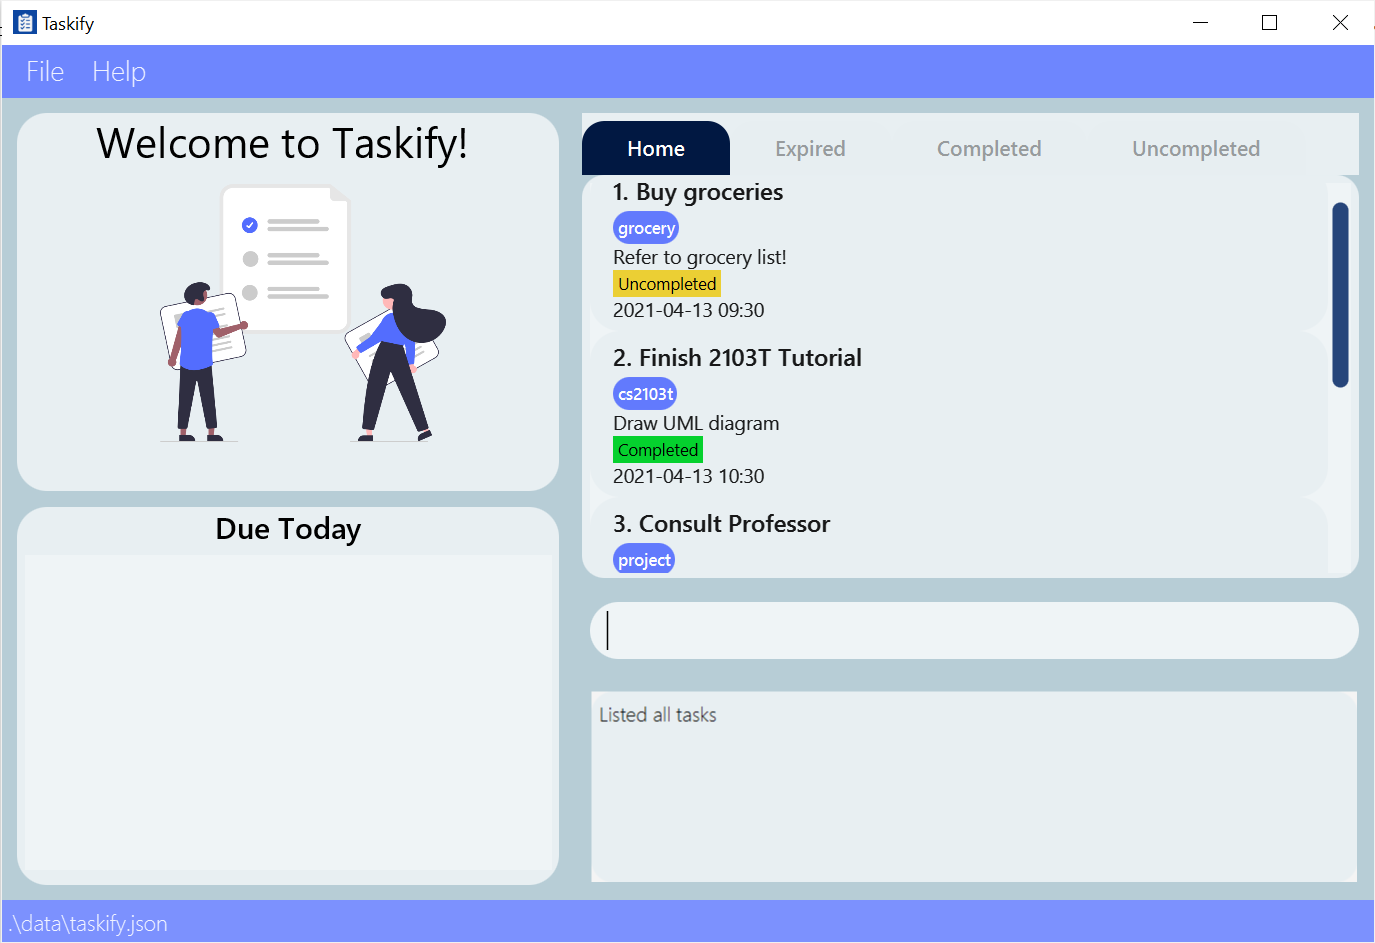 Taskify
File Help
Welcome to Taskify!
Due Today
Home Expired Completed Uncompleted
1. Buy groceries
grocery
Refer to grocery list!
Uncompleted
2021-04-13 09:30
2. Finish 2103T Tutorial
cs2103t
Draw UML diagram
Completed
2021-04-13 10:30
3. Consult Professor
project
Listed all tasks
.\data\taskify.json